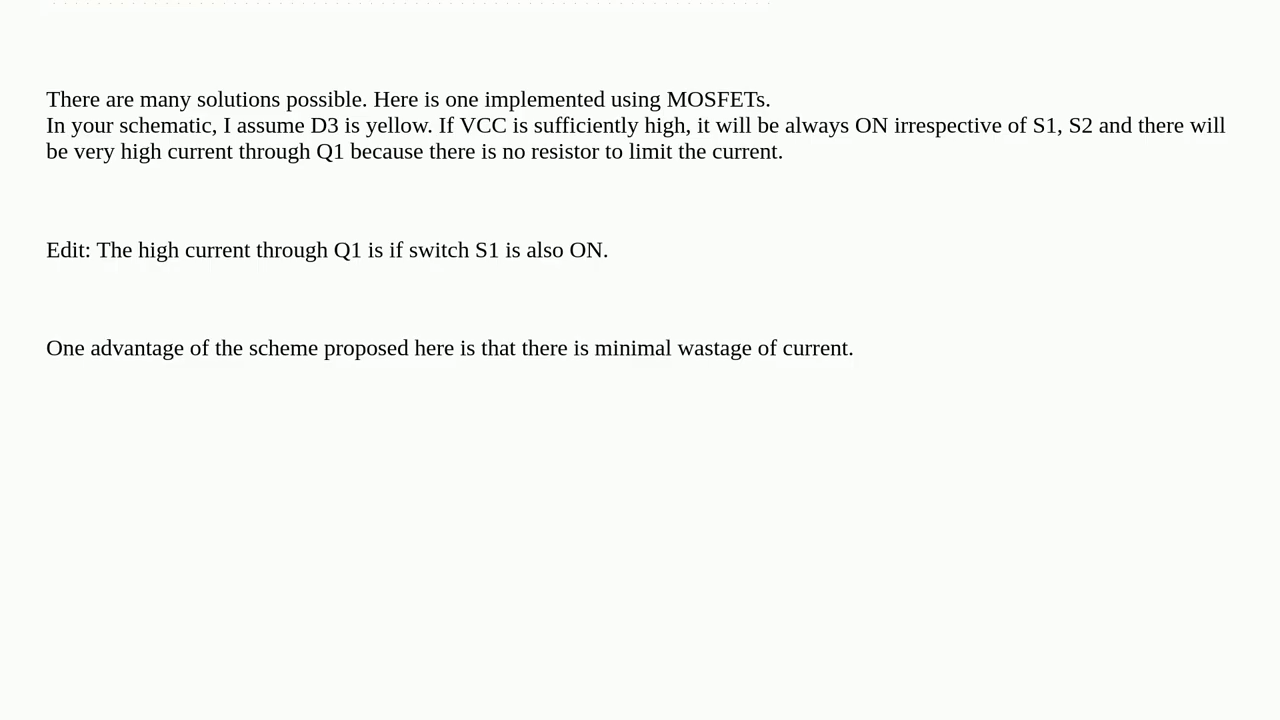 There are many solutions possible. Here is one implemented using MOSFETs.
In your schematic, I assume D3 is yellow. If VCC is sufficiently high, it will be always ON irrespective of S1, S2 and there will
be very high current through Q1 because there is no resistor to limit the current.
Edit: The high current through Q1 is if switch S1 is also ON.
One advantage of the scheme proposed here is that there is minimal wastage of current.